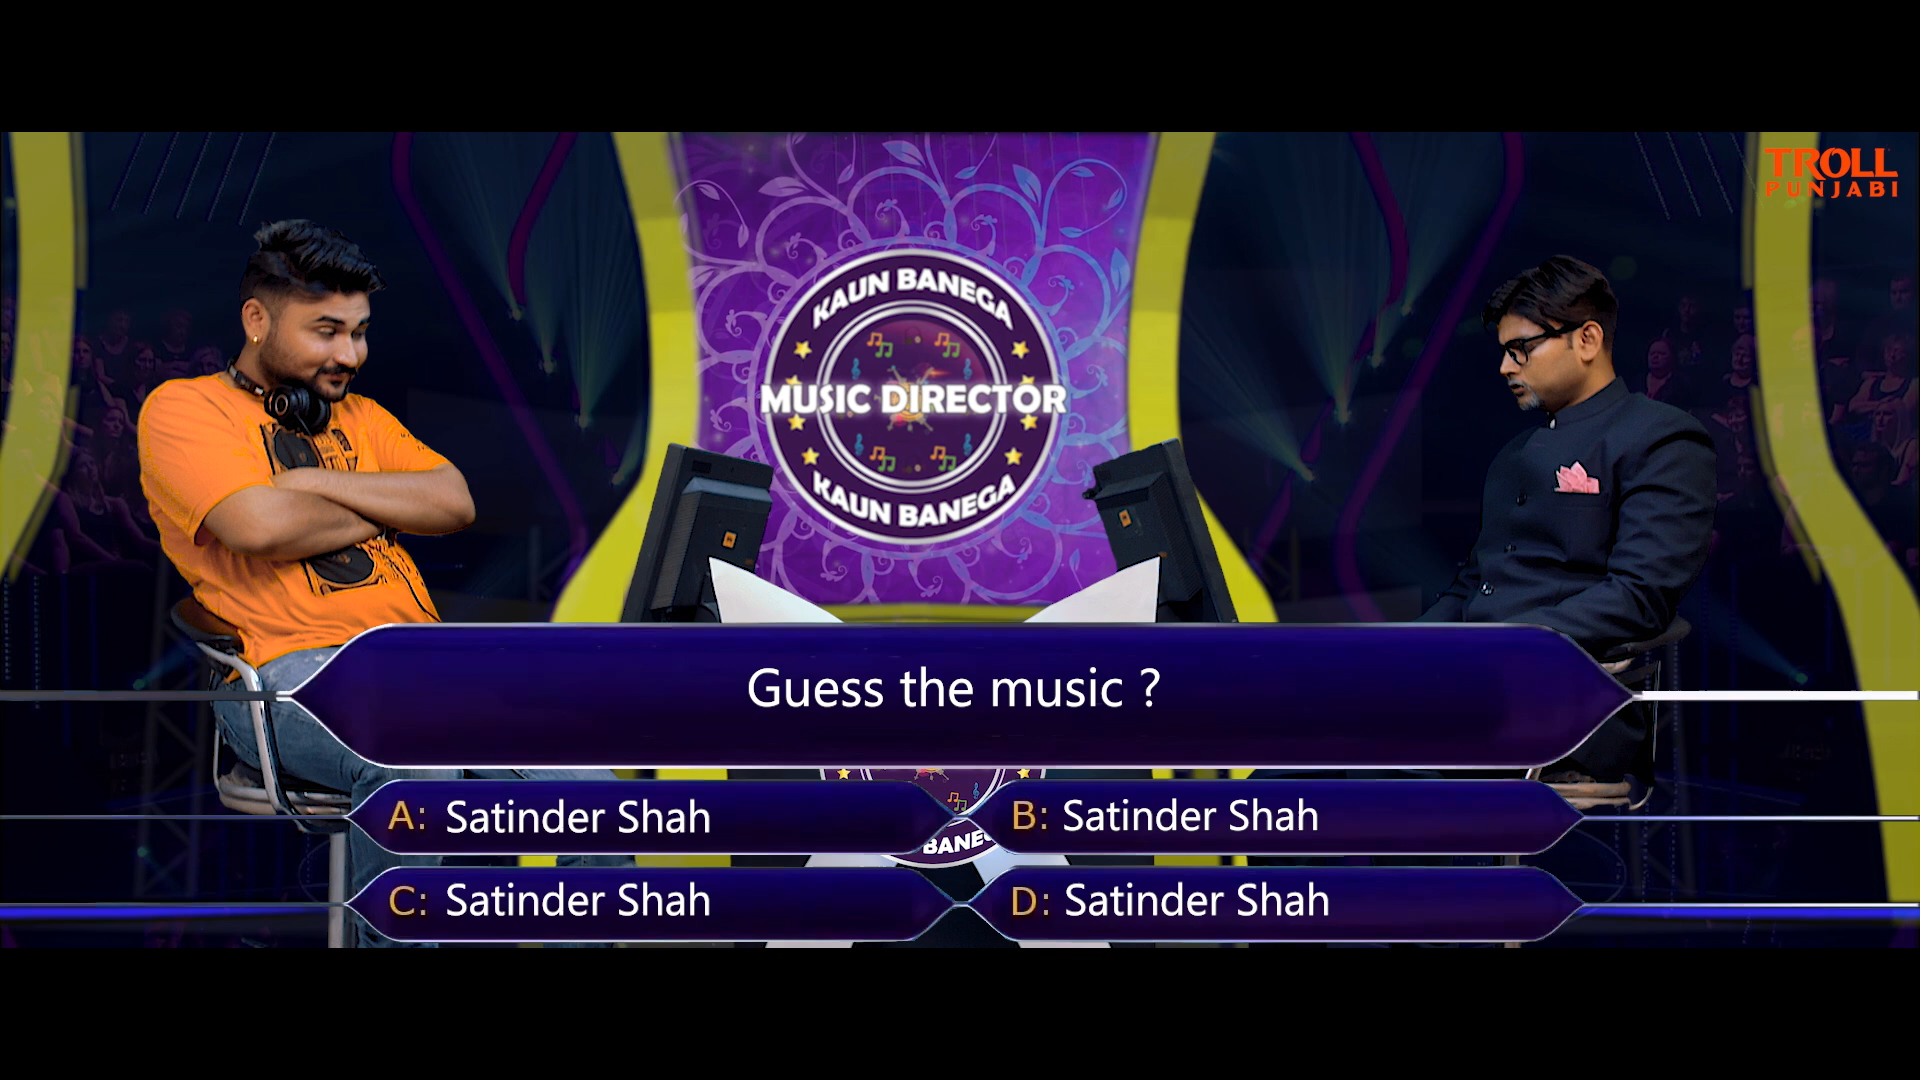 TROLL
PUNJABI
KAUN BANEGA
MUSIC DIRECTOR
KAUN BANEGA
Guess the music ?
A: Satinder Shah
B: Satinder Shah
BANE
C: Satinder Shah
D: Satinder Shah